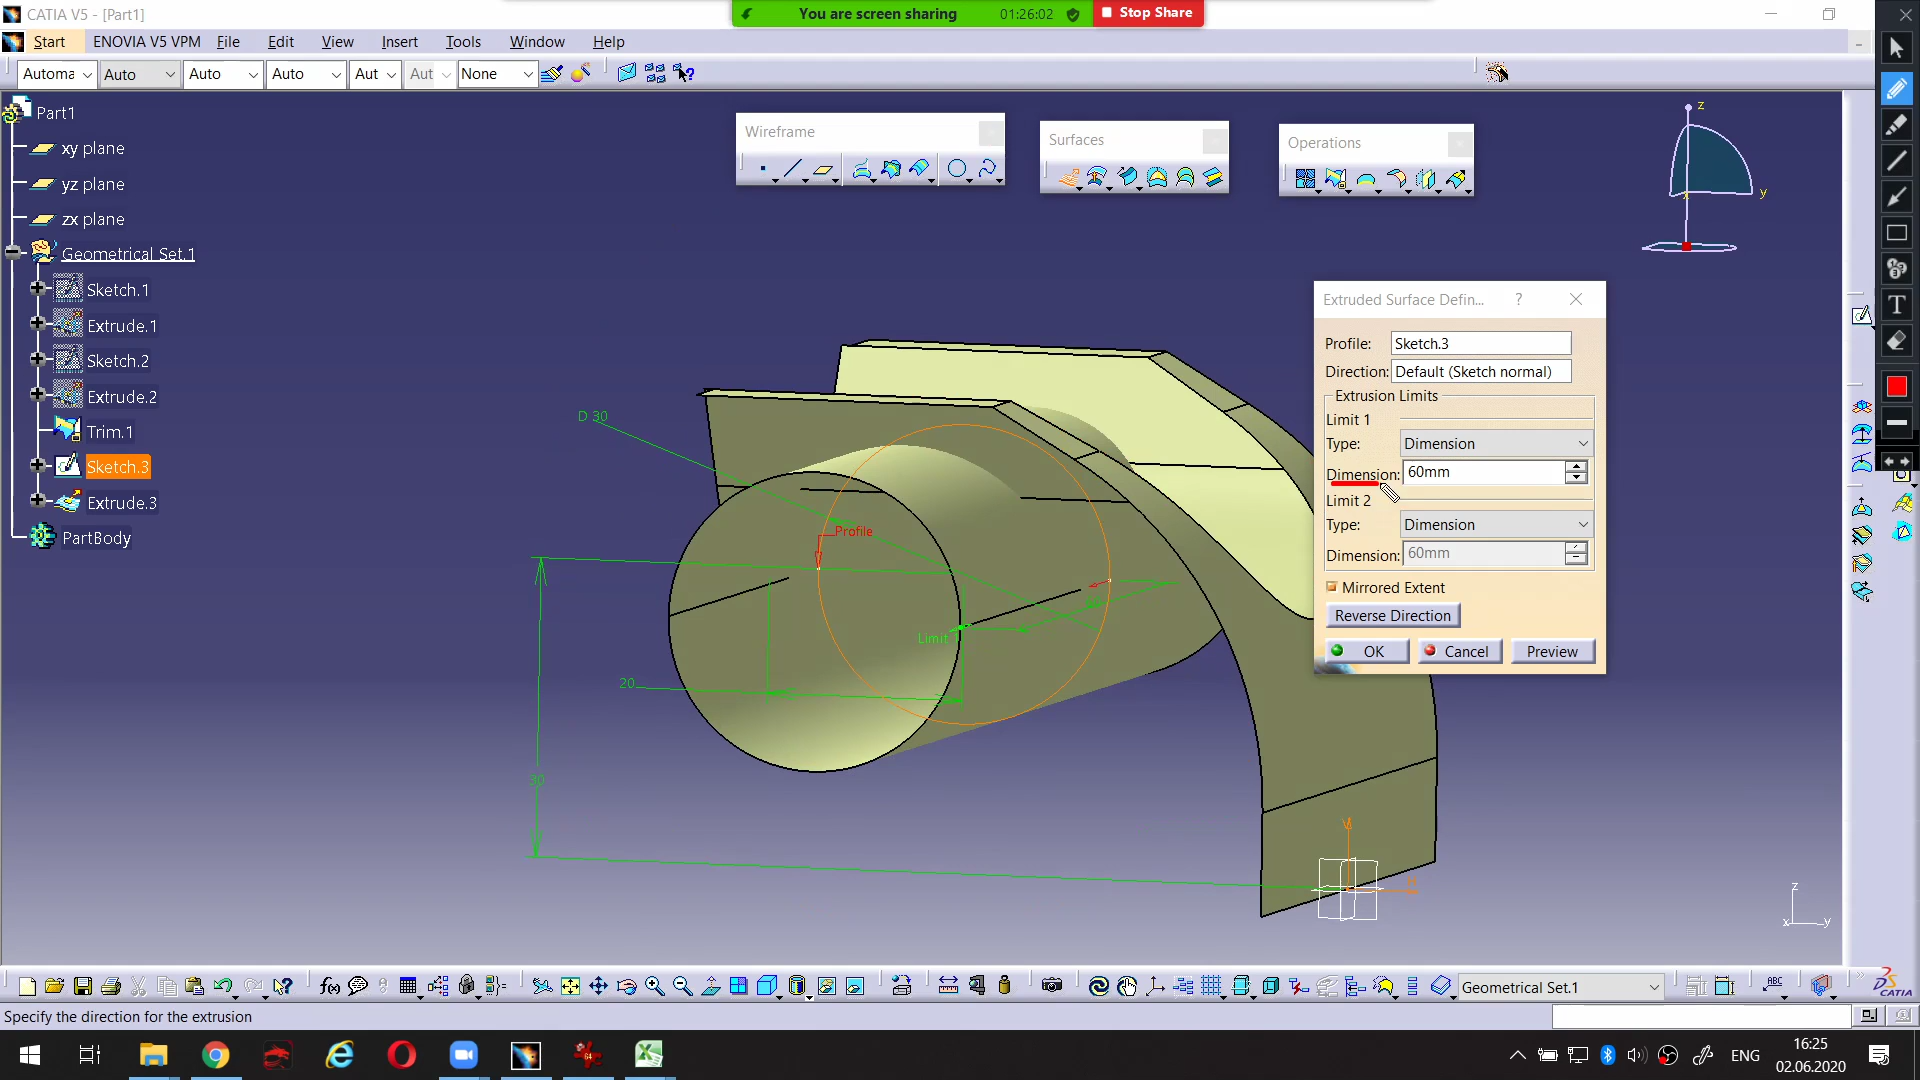 CATIA V5 - [Part1]
You are screen sharing 01:26:02 Stop Share
Start ENOVIA V5 VPM File Edit View Insert Tools Window Help
Automa Auto Auto Auto Aut Aut None
Part1
xy plane
yz plane
zx plane
Geometrical Set.1
Sketch.1
Extrude.1
Sketch.2
Extrude.2
Trim.1
Sketch.3
Extrude.3
PartBody
Wireframe
Surfaces
Operations
z
y
x
D 30
Profile
Limit
20
30
Extruded Surface Defin... ?
Profile: Sketch.3
Direction: Default (Sketch normal)
Extrusion Limits
Limit 1
Type: Dimension
Dimension: 60mm
Limit 2
Type: Dimension
Dimension: 60mm
Mirrored Extent
Reverse Direction
OK Cancel Preview
z
x y
Geometrical Set.1
ABC
CATIA
Specify the direction for the extrusion
ENG
16:25
02.06.2020